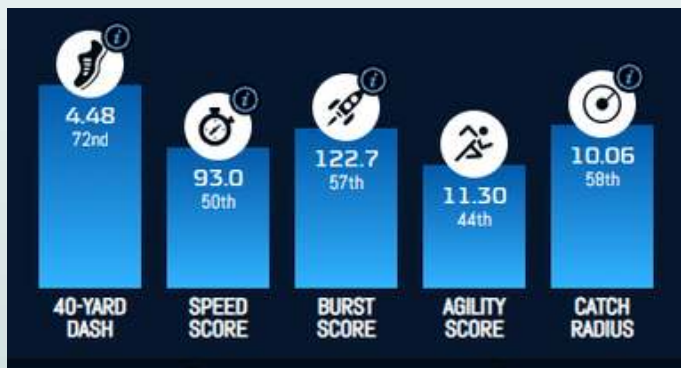 4.48
72nd
93.0
50th
122.7
57th
11.30
44th
10.06
58th
40-YARD
DASH
SPEED
SCORE
BURST
SCORE
AGILITY
SCORE
CATCH
RADIUS
i
i
i
i